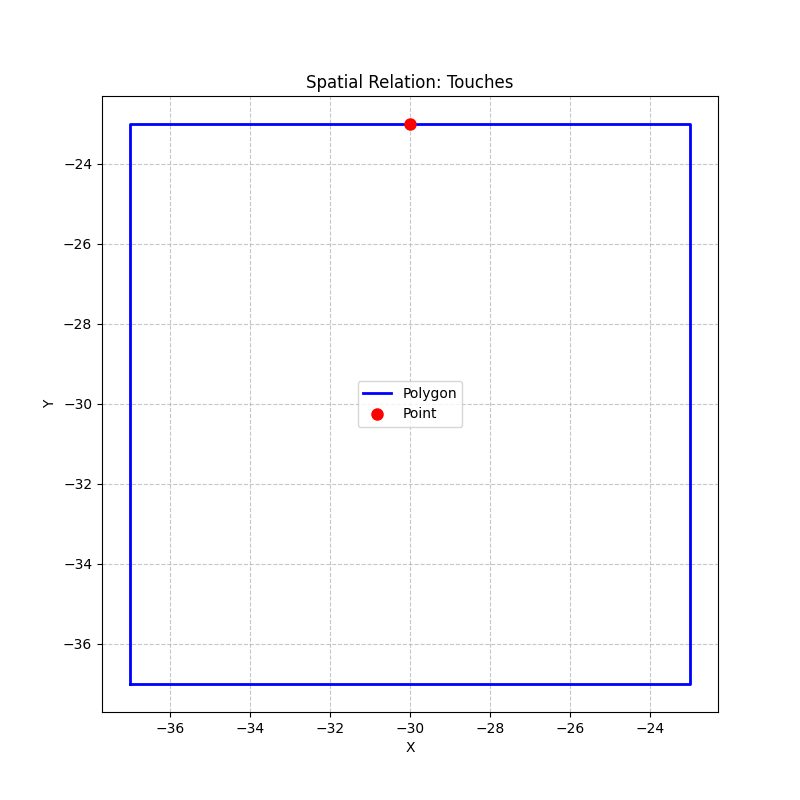 Spatial Relation: Touches
−24
−26
−28
−30
−32
−34
−36
Y
Polygon
Point
−36 −34 −32 −30 −28 −26 −24
X